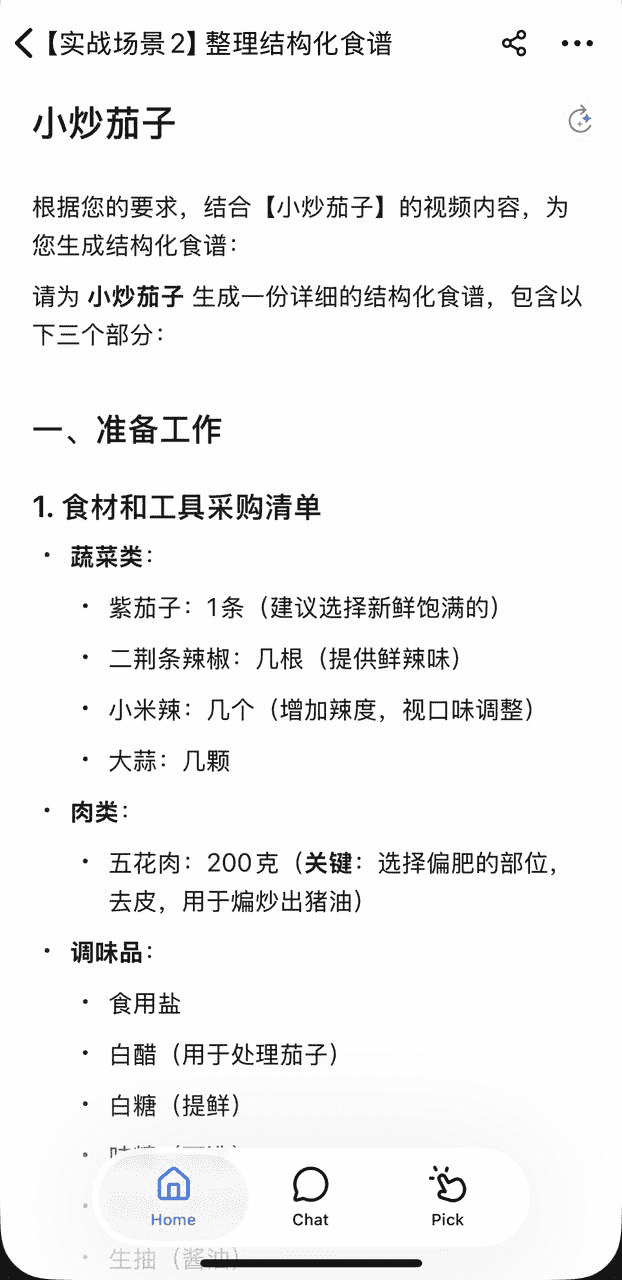 【实战场景2】整理结构化食谱
小炒茄子
根据您的要求，结合【小炒茄子】的视频内容，为
您生成结构化食谱：
请为 小炒茄子 生成一份详细的结构化食谱，包含以
下三个部分：
一、准备工作
1. 食材和工具采购清单
• 蔬菜类：
• 紫茄子：1条（建议选择新鲜饱满的）
• 二荆条辣椒：几根（提供鲜辣味）
• 小米辣：几个（增加辣度，视口味调整）
• 大蒜：几颗
• 肉类：
• 五花肉：200克（关键：选择偏肥的部位，
去皮，用于煸炒出猪油）
• 调味品：
• 食用盐
• 白醋（用于处理茄子）
• 白糖（提鲜）
• 生抽（酱油）
Home
Chat
Pick